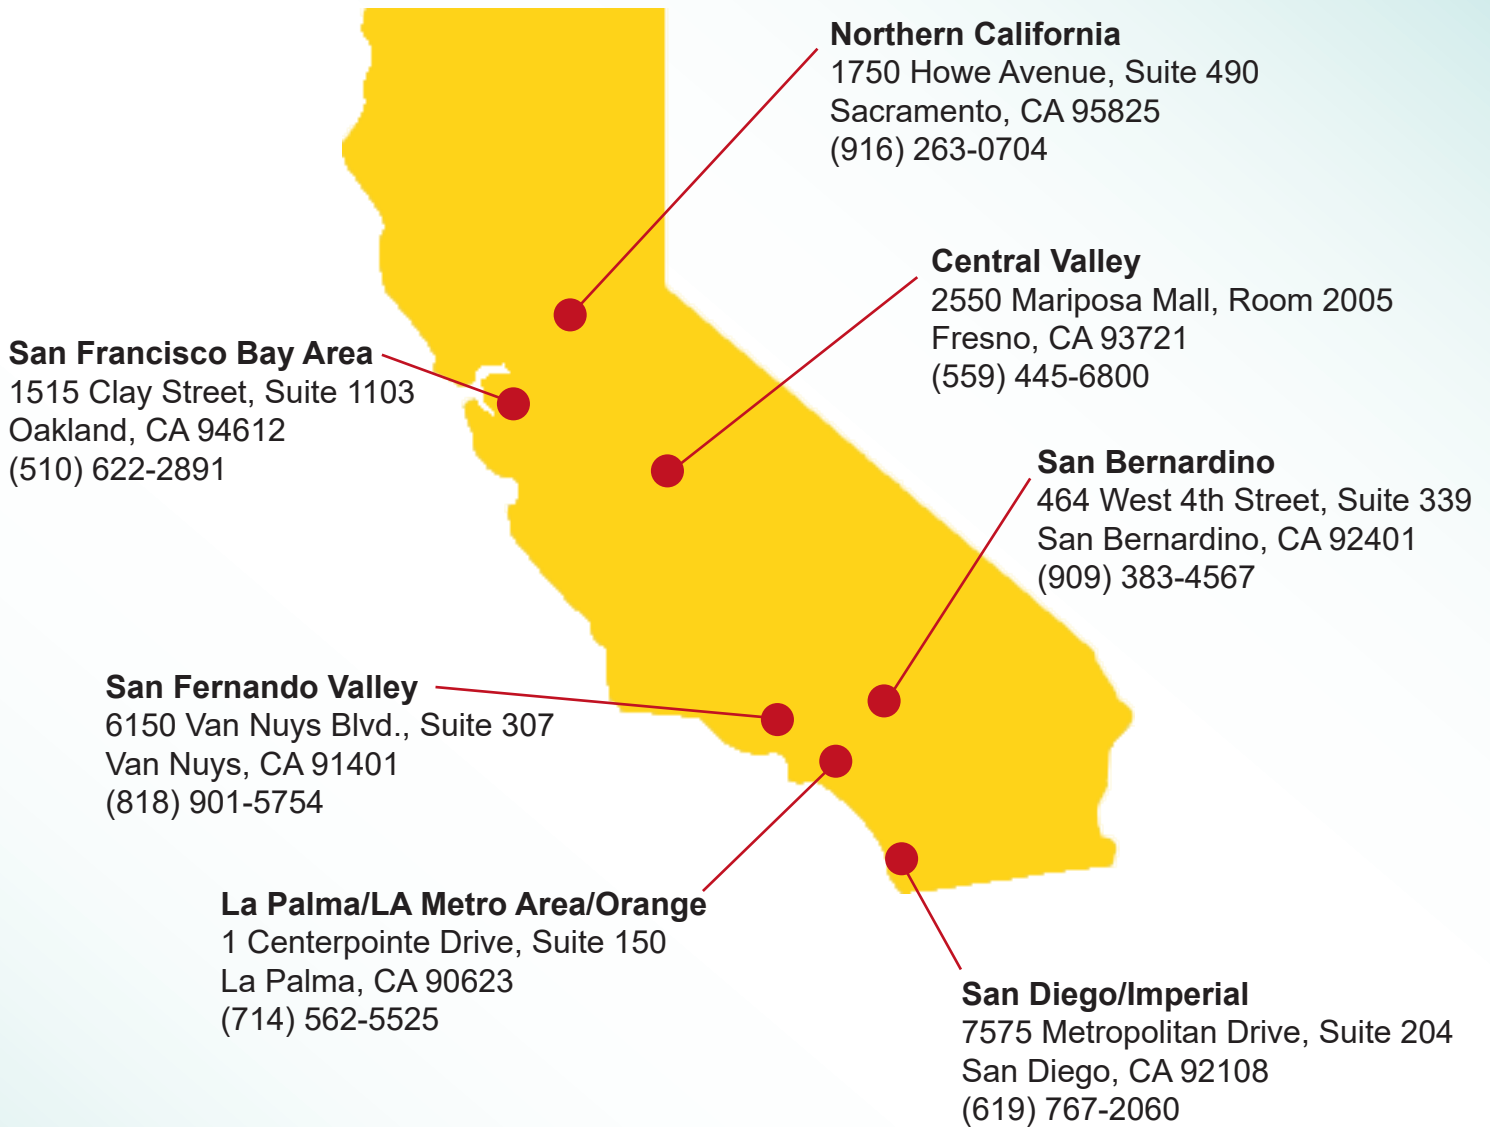 Northern California
1750 Howe Avenue, Suite 490
Sacramento, CA 95825
(916) 263-0704
Central Valley
2550 Mariposa Mall, Room 2005
Fresno, CA 93721
(559) 445-6800
San Francisco Bay Area
1515 Clay Street, Suite 1103
Oakland, CA 94612
(510) 622-2891
San Bernardino
464 West 4th Street, Suite 339
San Bernardino, CA 92401
(909) 383-4567
San Fernando Valley
6150 Van Nuys Blvd., Suite 307
Van Nuys, CA 91401
(818) 901-5754
La Palma/LA Metro Area/Orange
1 Centerpointe Drive, Suite 150
La Palma, CA 90623
(714) 562-5525
San Diego/Imperial
7575 Metropolitan Drive, Suite 204
San Diego, CA 92108
(619) 767-2060